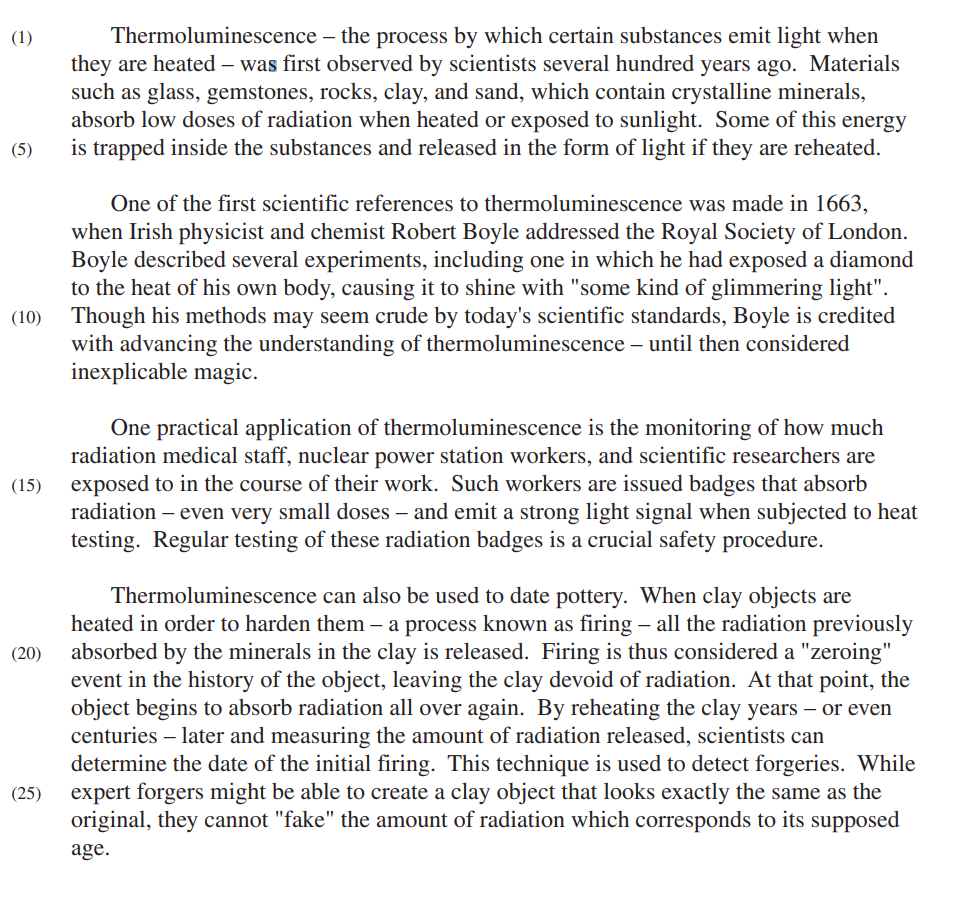 (1) Thermoluminescence – the process by which certain substances emit light when
they are heated – was first observed by scientists several hundred years ago. Materials
such as glass, gemstones, rocks, clay, and sand, which contain crystalline minerals,
absorb low doses of radiation when heated or exposed to sunlight. Some of this energy
(5) is trapped inside the substances and released in the form of light if they are reheated.
One of the first scientific references to thermoluminescence was made in 1663,
when Irish physicist and chemist Robert Boyle addressed the Royal Society of London.
Boyle described several experiments, including one in which he had exposed a diamond
to the heat of his own body, causing it to shine with "some kind of glimmering light".
(10) Though his methods may seem crude by today's scientific standards, Boyle is credited
with advancing the understanding of thermoluminescence – until then considered
inexplicable magic.
One practical application of thermoluminescence is the monitoring of how much
radiation medical staff, nuclear power station workers, and scientific researchers are
(15) exposed to in the course of their work. Such workers are issued badges that absorb
radiation – even very small doses – and emit a strong light signal when subjected to heat
testing. Regular testing of these radiation badges is a crucial safety procedure.
Thermoluminescence can also be used to date pottery. When clay objects are
heated in order to harden them – a process known as firing – all the radiation previously
(20) absorbed by the minerals in the clay is released. Firing is thus considered a "zeroing"
event in the history of the object, leaving the clay devoid of radiation. At that point, the
object begins to absorb radiation all over again. By reheating the clay years – or even
centuries – later and measuring the amount of radiation released, scientists can
determine the date of the initial firing. This technique is used to detect forgeries. While
(25) expert forgers might be able to create a clay object that looks exactly the same as the
original, they cannot "fake" the amount of radiation which corresponds to its supposed
age.